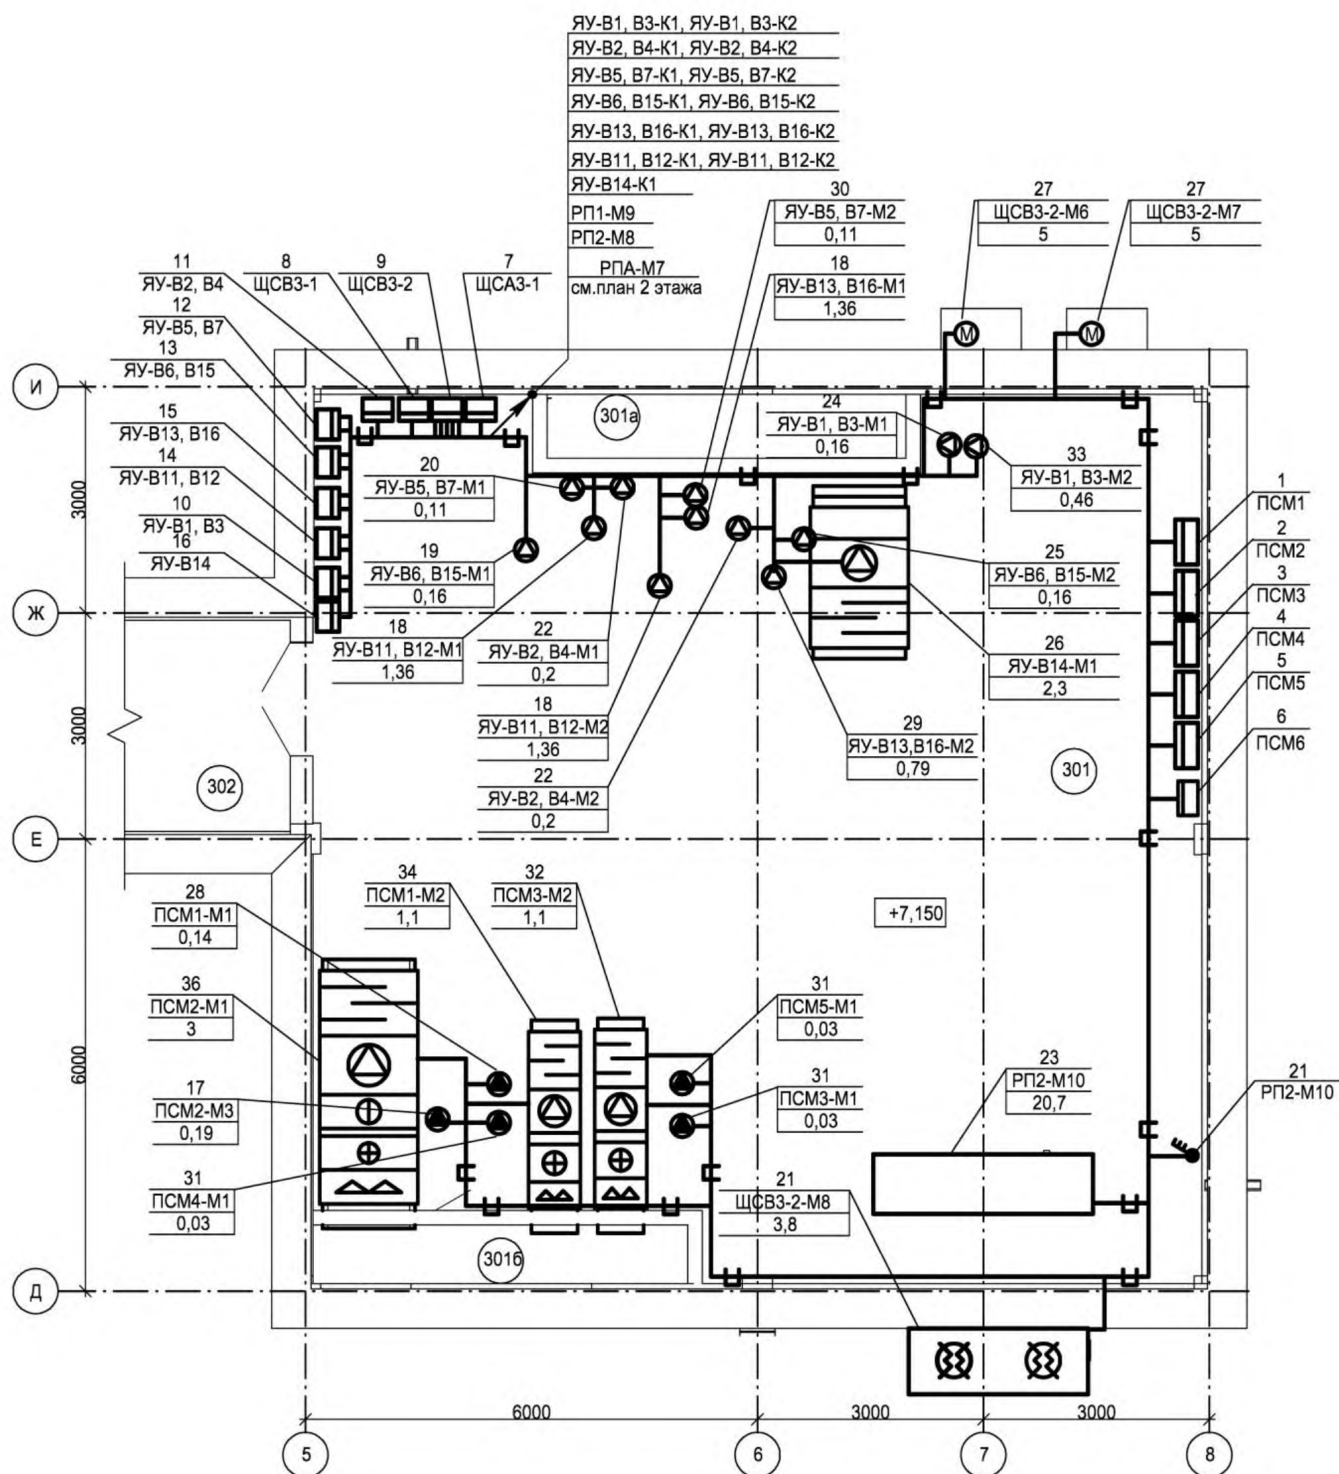 ЯУ-В1, В3-К1, ЯУ-В1, В3-К2
ЯУ-В2, В4-К1, ЯУ-В2, В4-К2
ЯУ-В5, В7-К1, ЯУ-В5, В7-К2
ЯУ-В6, В15-К1, ЯУ-В6, В15-К2
ЯУ-В13, В16-К1, ЯУ-В13, В16-К2
ЯУ-В11, В12-К1, ЯУ-В11, В12-К2
ЯУ-В14-К1
РП1-М9
РП2-М8
РПА-М7
см.план 2 этажа
30
ЯУ-В5, В7-М2
0,11
18
ЯУ-В13, В16-М1
1,36
27
ЩСВ3-2-М6
5
27
ЩСВ3-2-М7
5
11
ЯУ-В2, В4
8
ЩСВ3-1
9
ЩСВ3-2
7
ЩСА3-1
12
ЯУ-В5, В7
13
ЯУ-В6, В15
15
ЯУ-В13, В16
14
ЯУ-В11, В12
10
ЯУ-В1, В3
16
ЯУ-В14
М
М
И
301а
24
ЯУ-В1, В3-М1
0,16
33
ЯУ-В1, В3-М2
0,46
20
ЯУ-В5, В7-М1
0,11
19
ЯУ-В6, В15-М1
0,16
25
ЯУ-В6, В15-М2
0,16
1
ПСМ1
2
ПСМ2
3
ПСМ3
4
ПСМ4
5
ПСМ5
6
ПСМ6
3000
Ж
18
ЯУ-В11, В12-М1
1,36
22
ЯУ-В2, В4-М1
0,2
26
ЯУ-В14-М1
2,3
18
ЯУ-В11, В12-М2
1,36
29
ЯУ-В13,В16-М2
0,79
22
ЯУ-В2, В4-М2
0,2
3000
302
301
Е
34
ПСМ1-М2
1,1
32
ПСМ3-М2
1,1
28
ПСМ1-М1
0,14
+7,150
36
ПСМ2-М1
3
31
ПСМ5-М1
0,03
6000
17
ПСМ2-М3
0,19
31
ПСМ3-М1
0,03
23
РП2-М10
20,7
21
РП2-М10
31
ПСМ4-М1
0,03
21
ЩСВ3-2-М8
3,8
301б
Д
6000
3000
3000
5
6
7
8